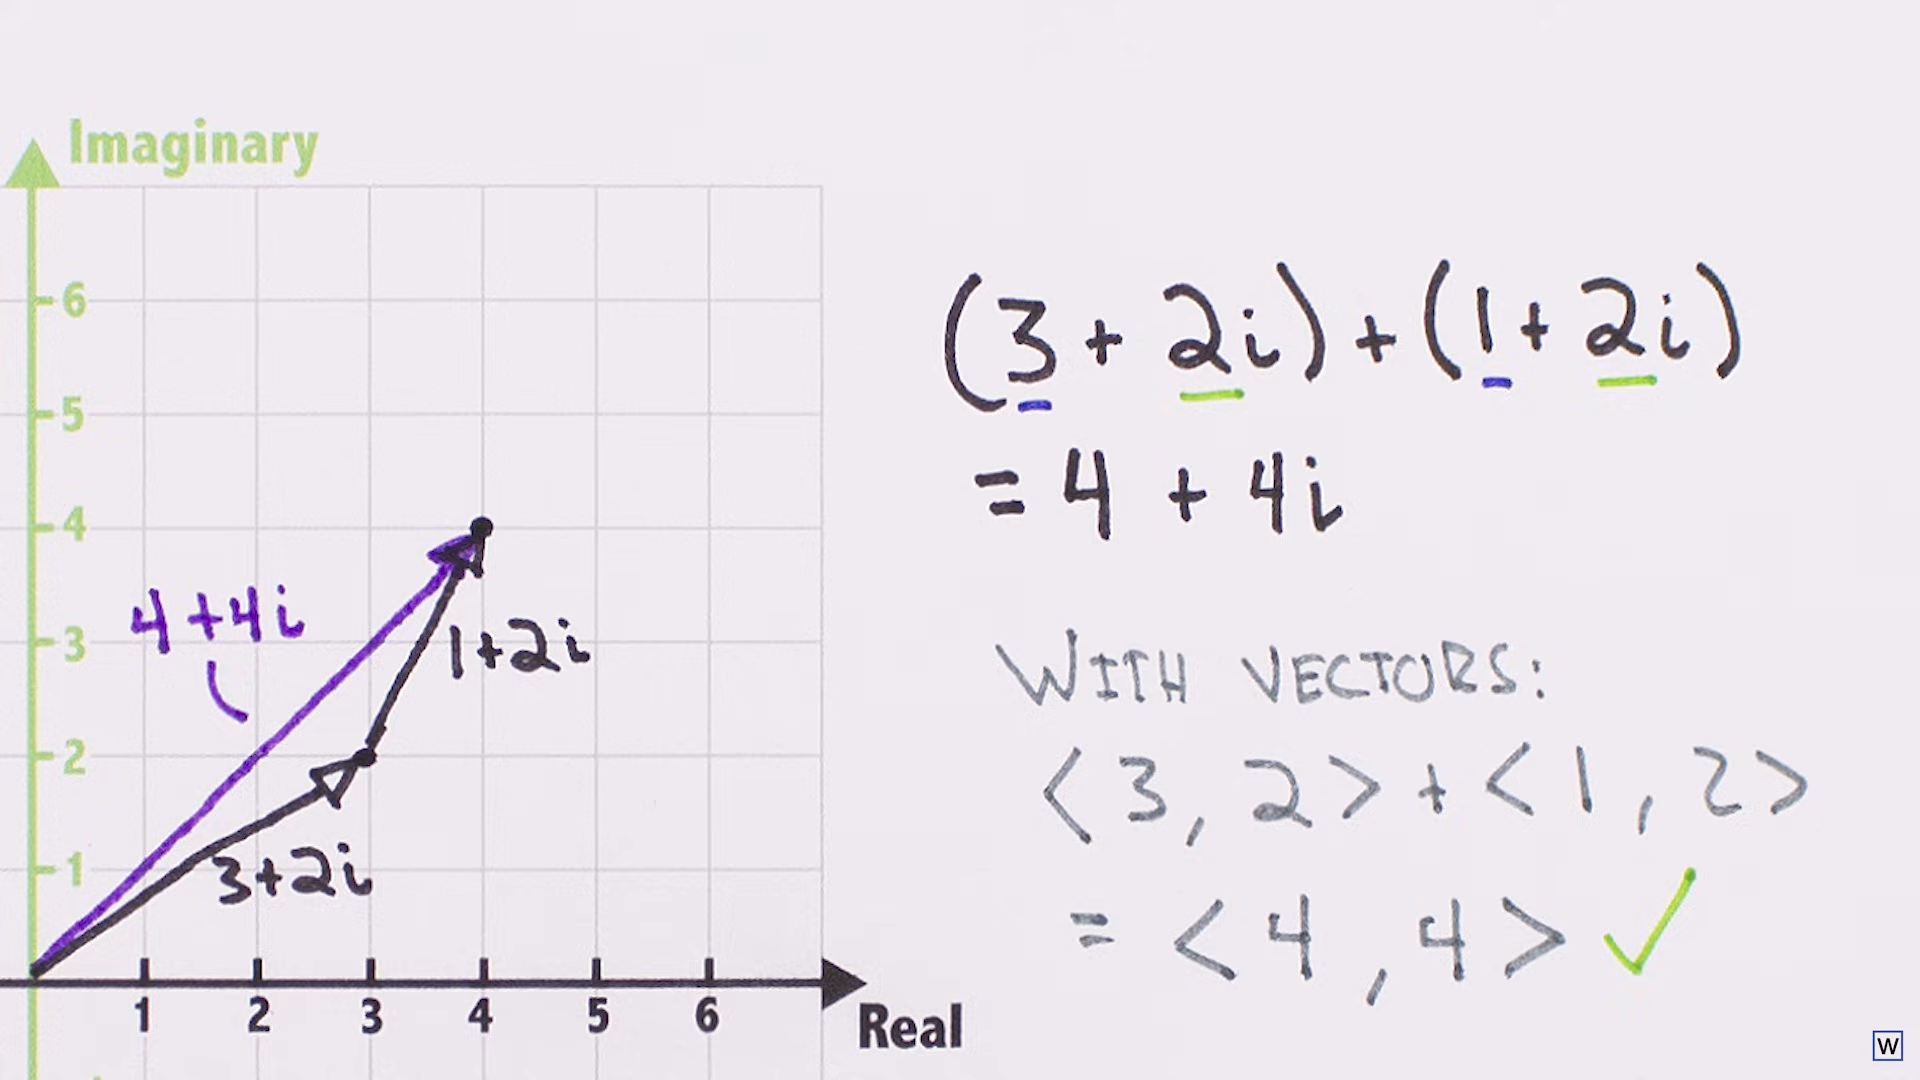 Imaginary
6
5
4
3
2
1
4+4i
1+2i
3+2i
1 2 3 4 5 6
Real
(3 + 2i) + (1 + 2i)
= 4 + 4i
WITH VECTORS:
<3, 2> + <1, 2>
= <4, 4> ✓
W